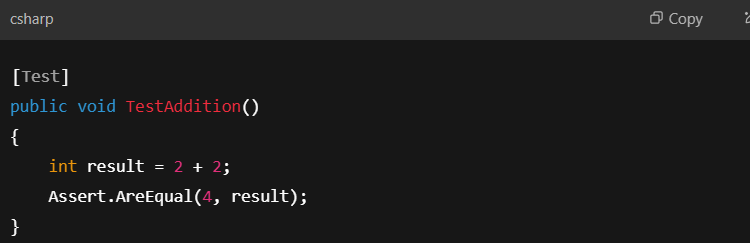 csharp Copy
[Test]
public void TestAddition()
{
    int result = 2 + 2;
    Assert.AreEqual(4, result);
}